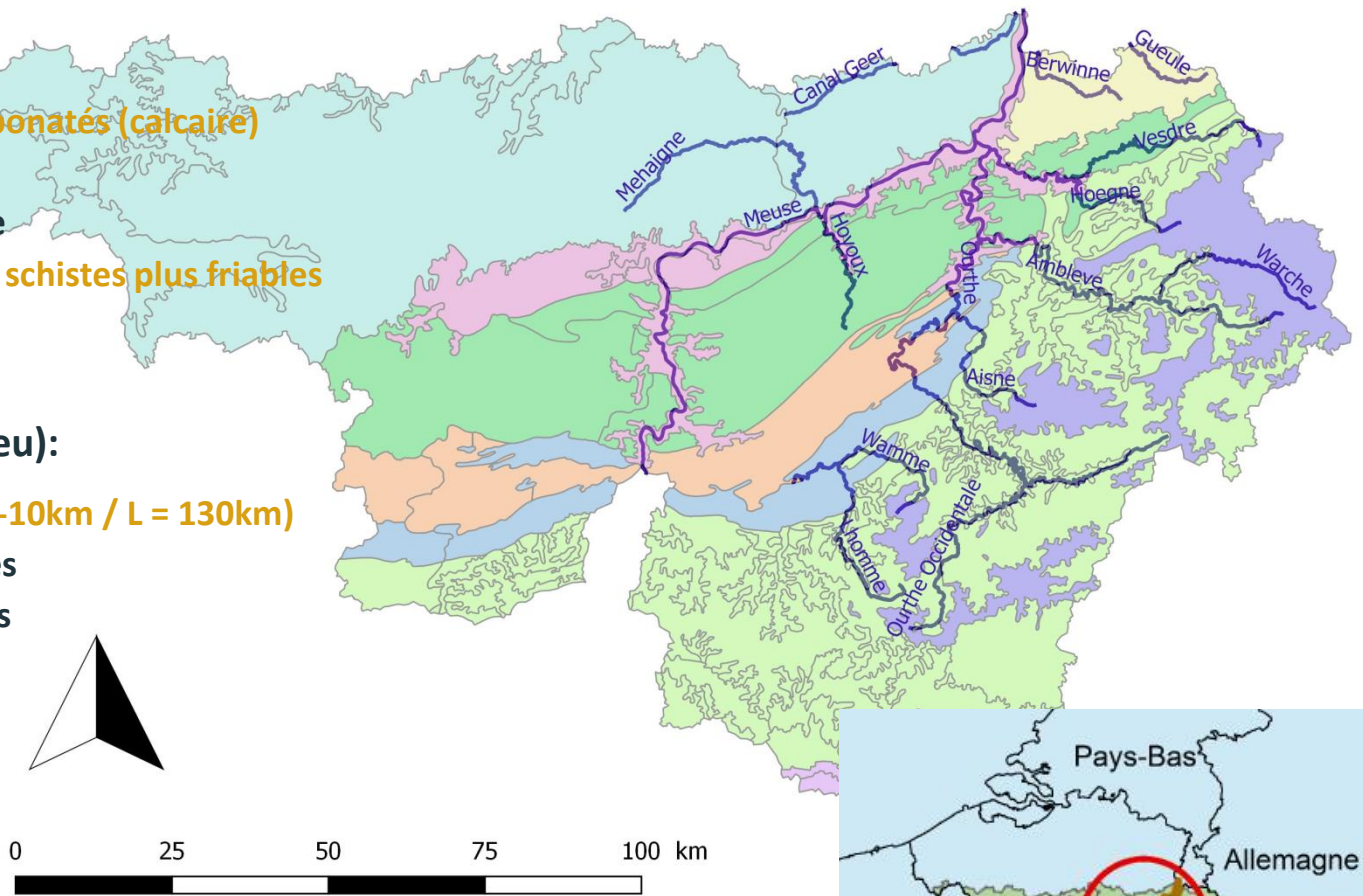 bonatés (calcaire)
e
schistes plus friables
eu):
-10km / L = 130km)
es
s
Gueule
Berwinne
Canal Geer
Vesdre
Mehaigne
Hoegne
Meuse
Hoyoux
Ourthe
Amblève
Warche
Aisne
Wamme
Lhomme
Ourthe Occidentale
0 25 50 75 100 km
Pays-Bas
Allemagne